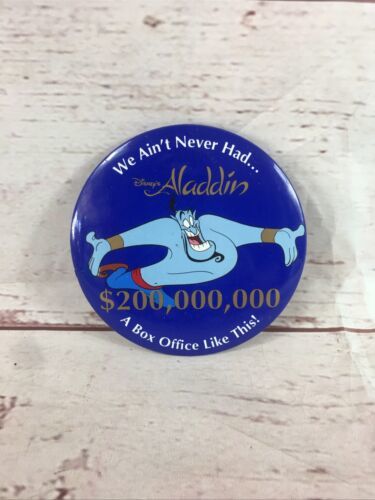 We Ain't Never Had...
Disney's Aladdin
$200,000,000
A Box Office Like This!